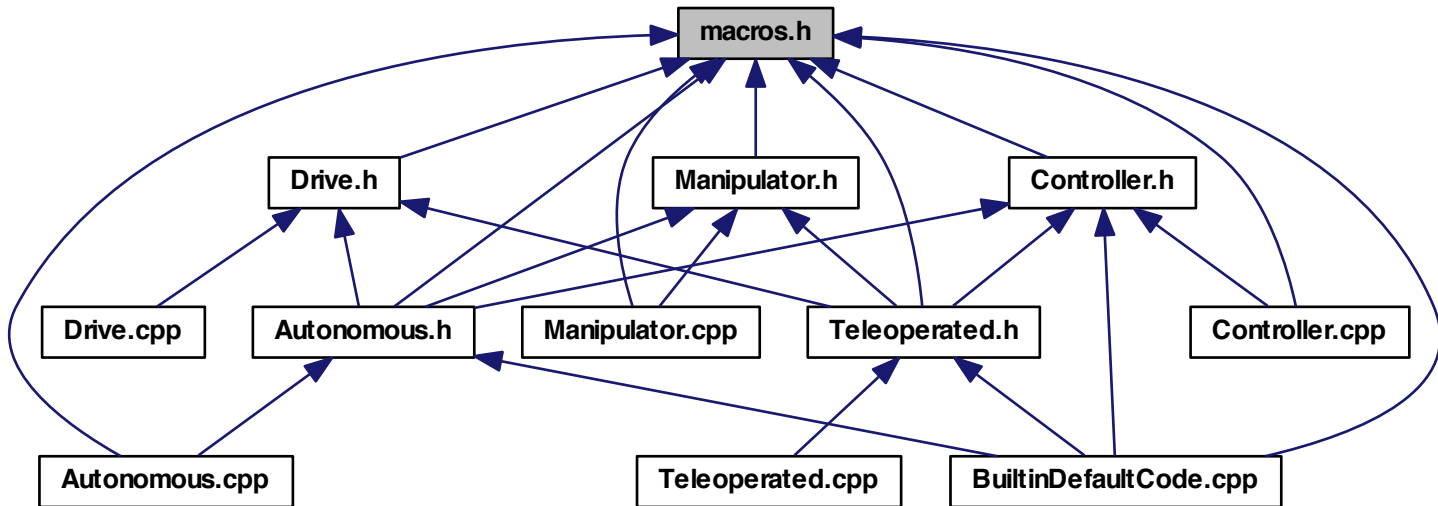 macros.h
Drive.h
Manipulator.h
Controller.h
Drive.cpp
Autonomous.h
Manipulator.cpp
Teleoperated.h
Controller.cpp
Autonomous.cpp
Teleoperated.cpp
BuiltinDefaultCode.cpp